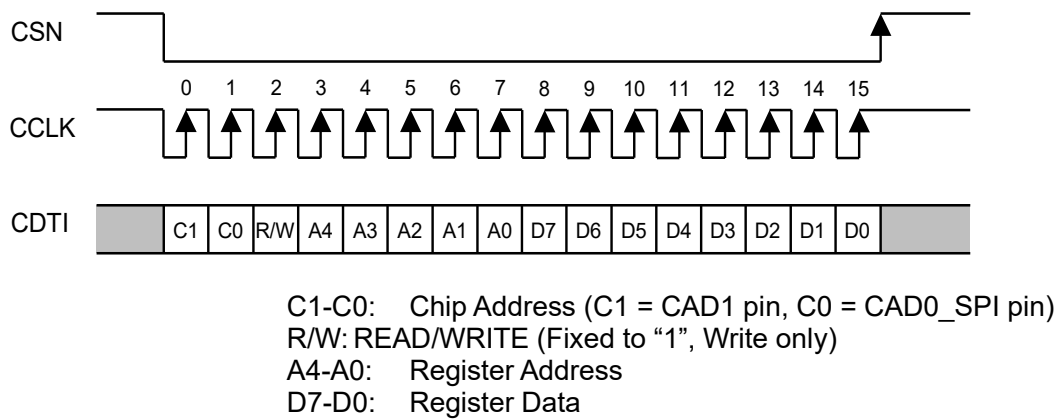 CSN
0 1 2 3 4 5 6 7 8 9 10 11 12 13 14 15
CCLK
CDTI
C1 C0 R/W A4 A3 A2 A1 A0 D7 D6 D5 D4 D3 D2 D1 D0
C1-C0: Chip Address (C1 = CAD1 pin, C0 = CAD0_SPI pin)
R/W: READ/WRITE (Fixed to “1”, Write only)
A4-A0: Register Address
D7-D0: Register Data